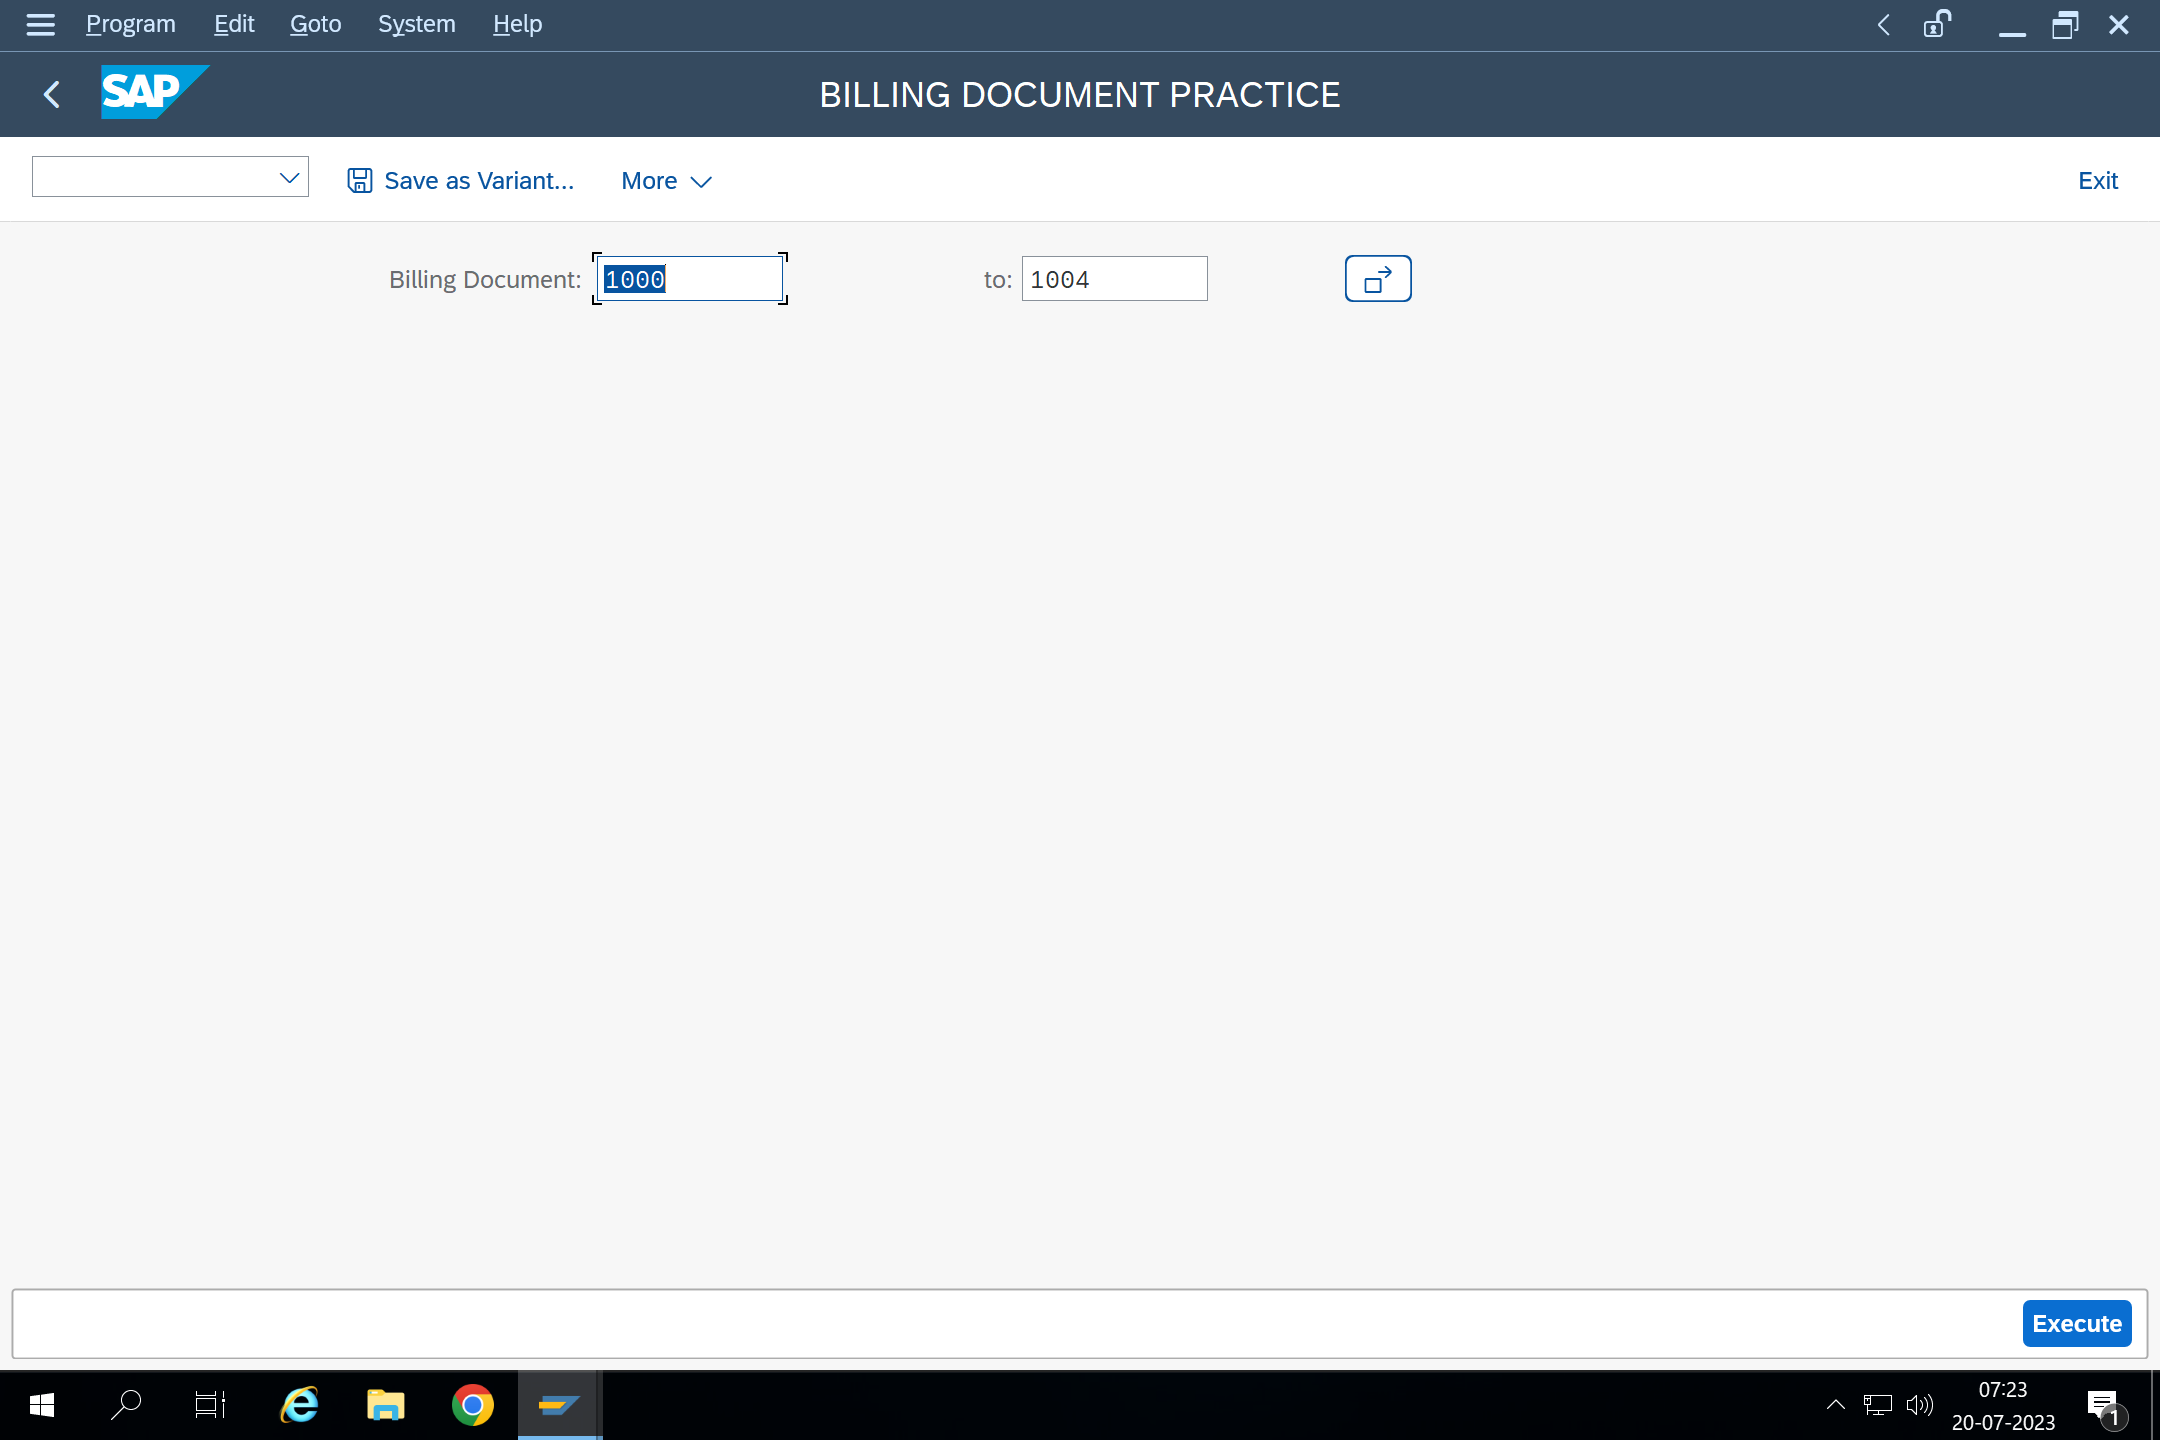 Program Edit Goto System Help
SAP BILLING DOCUMENT PRACTICE
Save as Variant... More Exit
Billing Document: 1000 to: 1004
Execute
07:23
20-07-2023
1